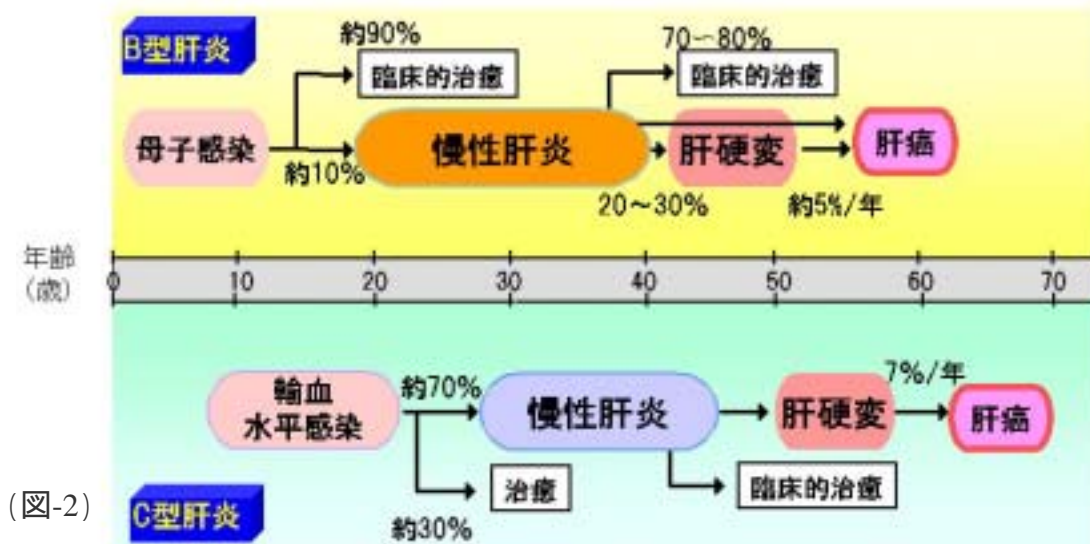 B型肝炎
約90%
臨床的治癒
70~80%
臨床的治癒
母子感染
慢性肝炎
肝硬変
肝癌
約10%
20~30%
約5%/年
年齢
(歳)
0 10 20 30 40 50 60 70
輸血
水平感染
約70%
慢性肝炎
肝硬変
7%/年
肝癌
治癒
臨床的治癒
約30%
C型肝炎
(図-2)